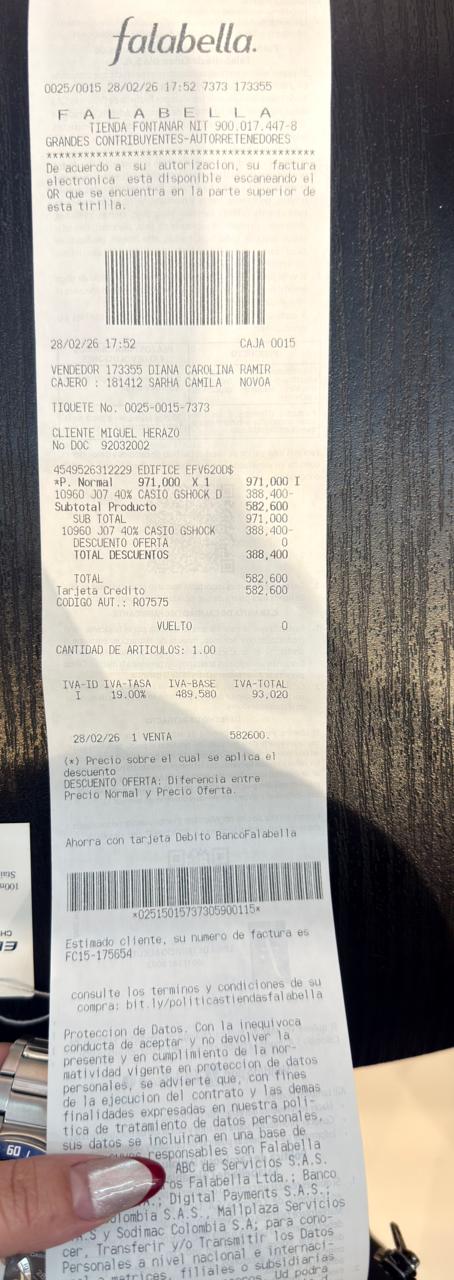 falabella.
0025/0015 28/02/26 17:52 7373 173355
F A L A B E L L A
TIENDA FONTANAR NIT 900.017.447-8
GRANDES CONTRIBUYENTES-AUTORRETENEDORES
******************************************
De acuerdo a su autorizacion, su factura
electronica esta disponible escaneando el
QR que se encuentra en la parte superior de
esta tirilla.
28/02/26 17:52 CAJA 0015
VENDEDOR 173355 DIANA CAROLINA RAMIR
CAJERO : 181412 SARHA CAMILA NOVOA
TIQUETE No. 0025-0015-7373
CLIENTE MIGUEL HERAZO
No DOC 92032002
4549526312229 EDIFICE EFV620D$
*P. Normal 971,000 X 1 971,000 I
10960 J07 40% CASIO GSHOCK D 388,400-
Subtotal Producto 582,600
SUB TOTAL 971,000
10960 J07 40% CASIO GSHOCK 388,400-
DESCUENTO OFERTA 0
TOTAL DESCUENTOS 388,400
TOTAL 582,600
Tarjeta Credito 582,600
CODIGO AUT.: R07575
VUELTO 0
CANTIDAD DE ARTICULOS: 1.00
IVA-ID IVA-TASA IVA-BASE IVA-TOTAL
I 19.00% 489,580 93,020
28/02/26 1 VENTA 582600.
(*) Precio sobre el cual se aplica el
descuento
DESCUENTO OFERTA: Diferencia entre
Precio Normal y Precio Oferta.
Ahorra con tarjeta Debito BancoFalabella
*02515015737305900115*
Estimado cliente, su numero de factura es
FC15-175654
consulte los terminos y condiciones de su
compra: bit.ly/politicastiendasfalabella
Proteccion de Datos. Con la inequivoca
conducta de aceptar y no devolver la
presente y en cumplimiento de la nor-
matividad vigente en proteccion de datos
personales, se advierte que, con fines
de la ejecucion del contrato y las demas
finalidades expresadas en nuestra poli-
tica de tratamiento de datos personales,
sus datos se incluiran en una base de
responsables son Falabella
ABC de Servicios S.A.S.
Falabella Ltda.; Banco
Digital Payments S.A.S.,
S.A.S., Mallplaza Servicios
S.A.S y Sodimac Colombia S.A; para cono-
cer, Transferir y/o Transmitir los Datos
Personales a nivel nacional e internaci-
matrices, filiales o subsidiarias
Ud podra
100m
60